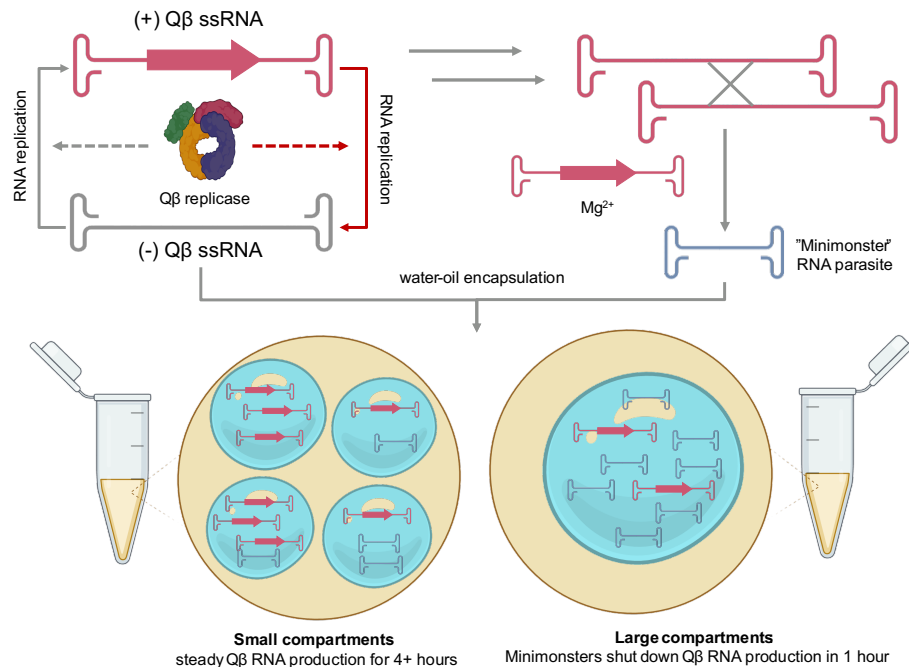 (+) Qβ ssRNA
RNA replication
RNA replication
Qβ replicase
(-) Qβ ssRNA
Mg²⁺
"Minimonster"
RNA parasite
water-oil encapsulation
Small compartments
steady Qβ RNA production for 4+ hours
Large compartments
Minimonsters shut down Qβ RNA production in 1 hour